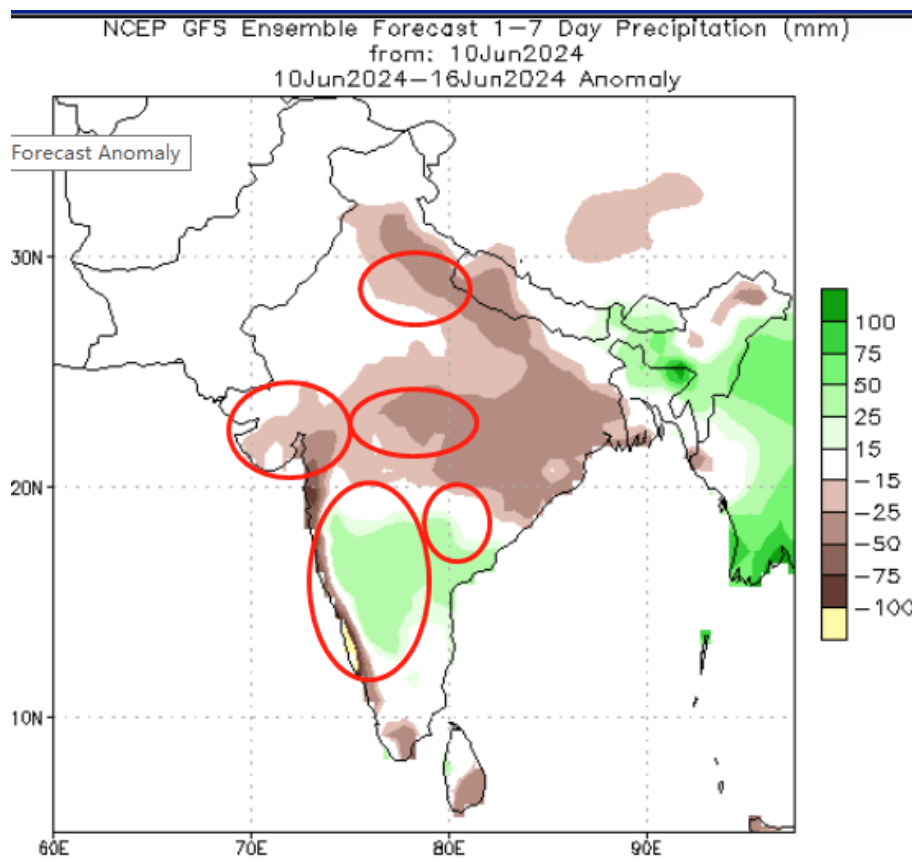 NCEP GFS Ensemble Forecast 1-7 Day Precipitation (mm)
from: 10Jun2024
10Jun2024-16Jun2024 Anomaly
Forecast Anomaly
30N
20N
10N
60E
70E
80E
90E
100
75
50
25
15
-15
-25
-50
-75
-100